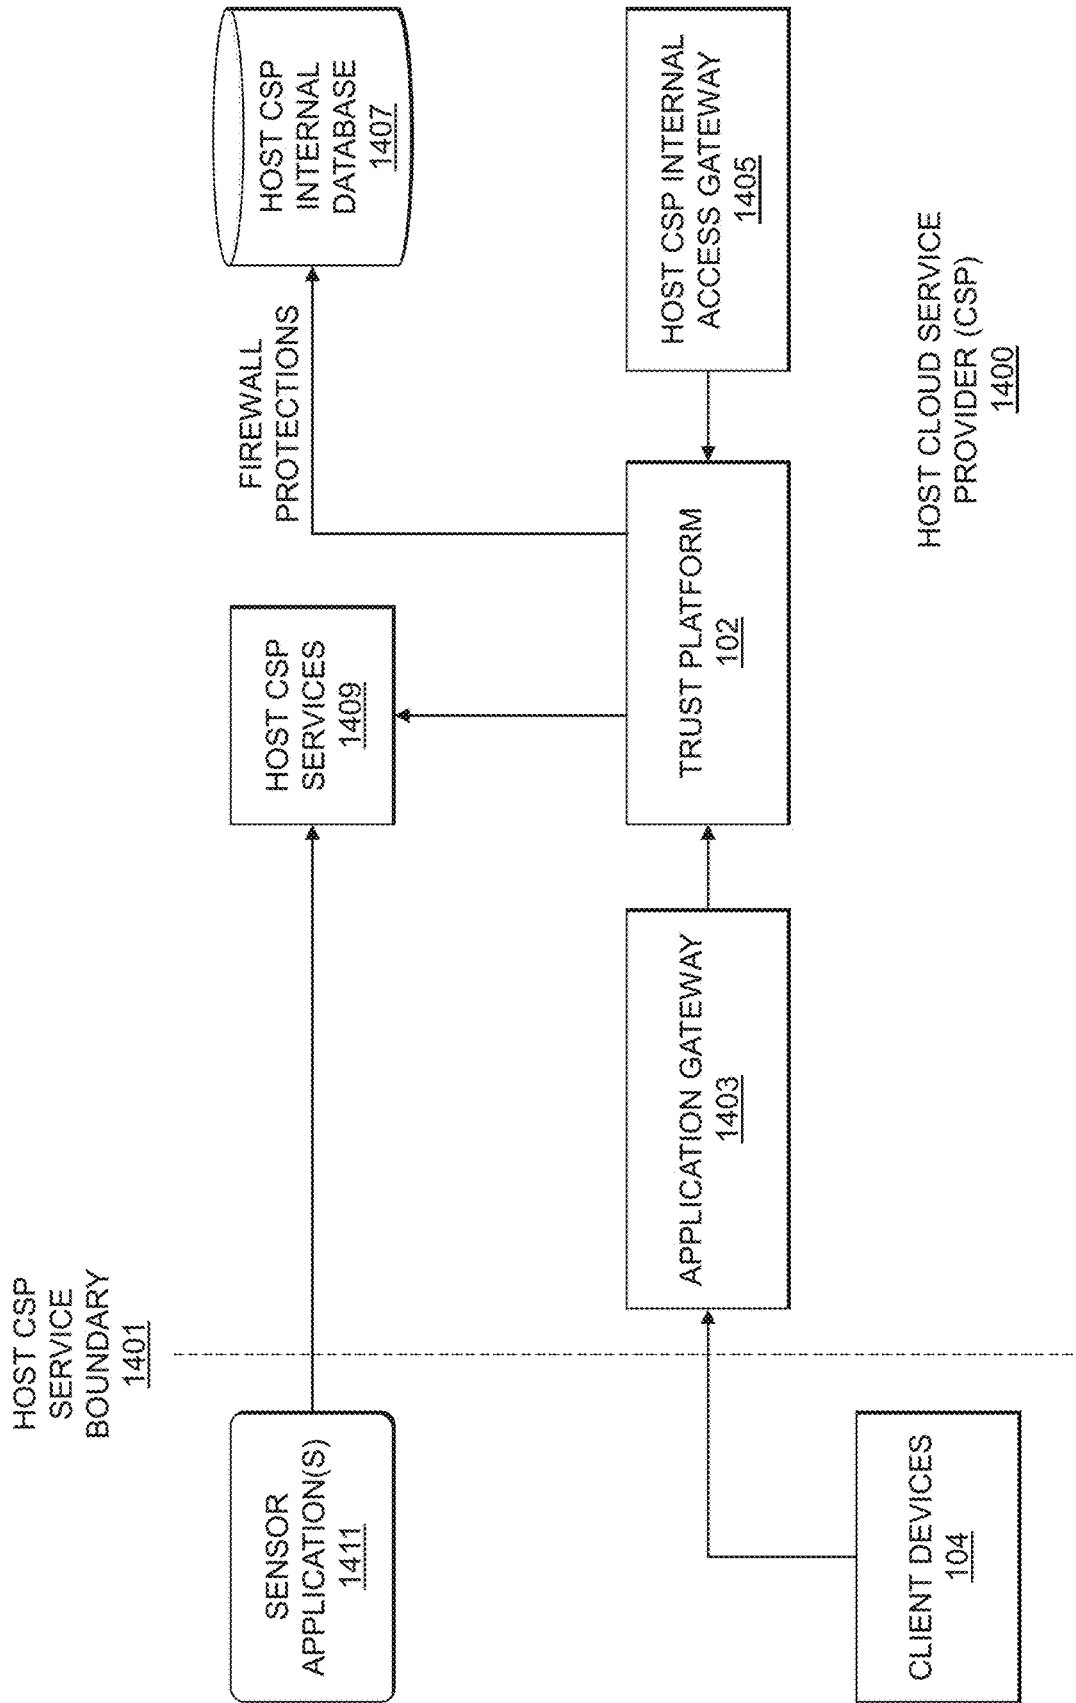 HOST CSP
SERVICE
BOUNDARY
1401
SENSOR
APPLICATION(S)
1411
HOST CSP
SERVICES
1409
FIREWALL
PROTECTIONS
HOST CSP
INTERNAL
DATABASE
1407
CLIENT DEVICES
104
APPLICATION GATEWAY
1403
TRUST PLATFORM
102
HOST CSP INTERNAL
ACCESS GATEWAY
1405
HOST CLOUD SERVICE
PROVIDER (CSP)
1400